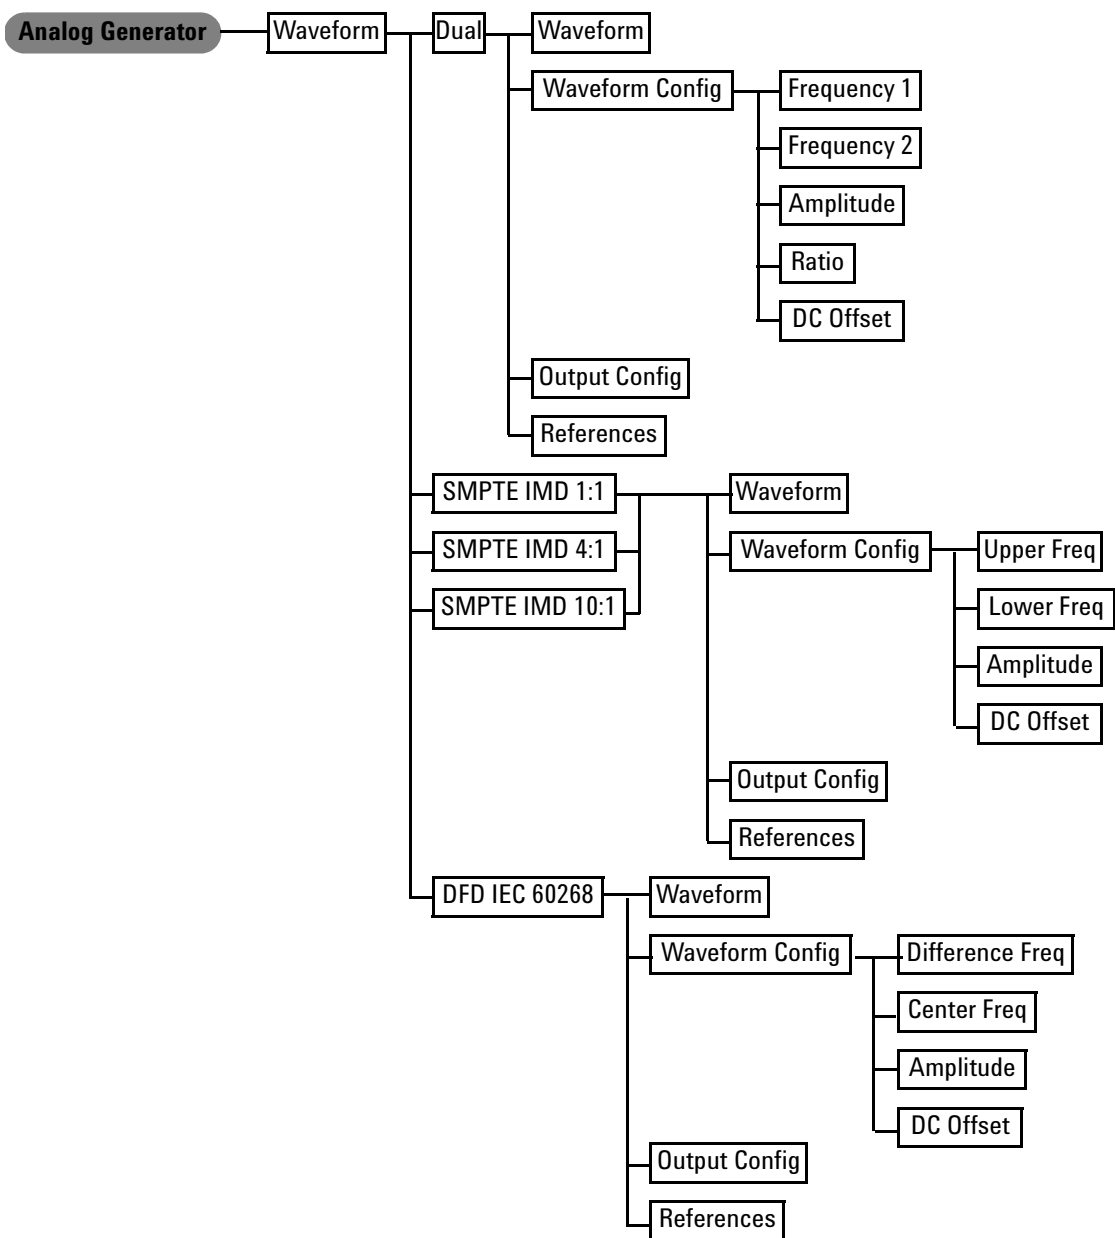 Analog Generator
Waveform
Dual
Waveform
Waveform Config
Frequency 1
Frequency 2
Amplitude
Ratio
DC Offset
Output Config
References
SMPTE IMD 1:1
SMPTE IMD 4:1
SMPTE IMD 10:1
Waveform
Waveform Config
Upper Freq
Lower Freq
Amplitude
DC Offset
Output Config
References
DFD IEC 60268
Waveform
Waveform Config
Difference Freq
Center Freq
Amplitude
DC Offset
Output Config
References